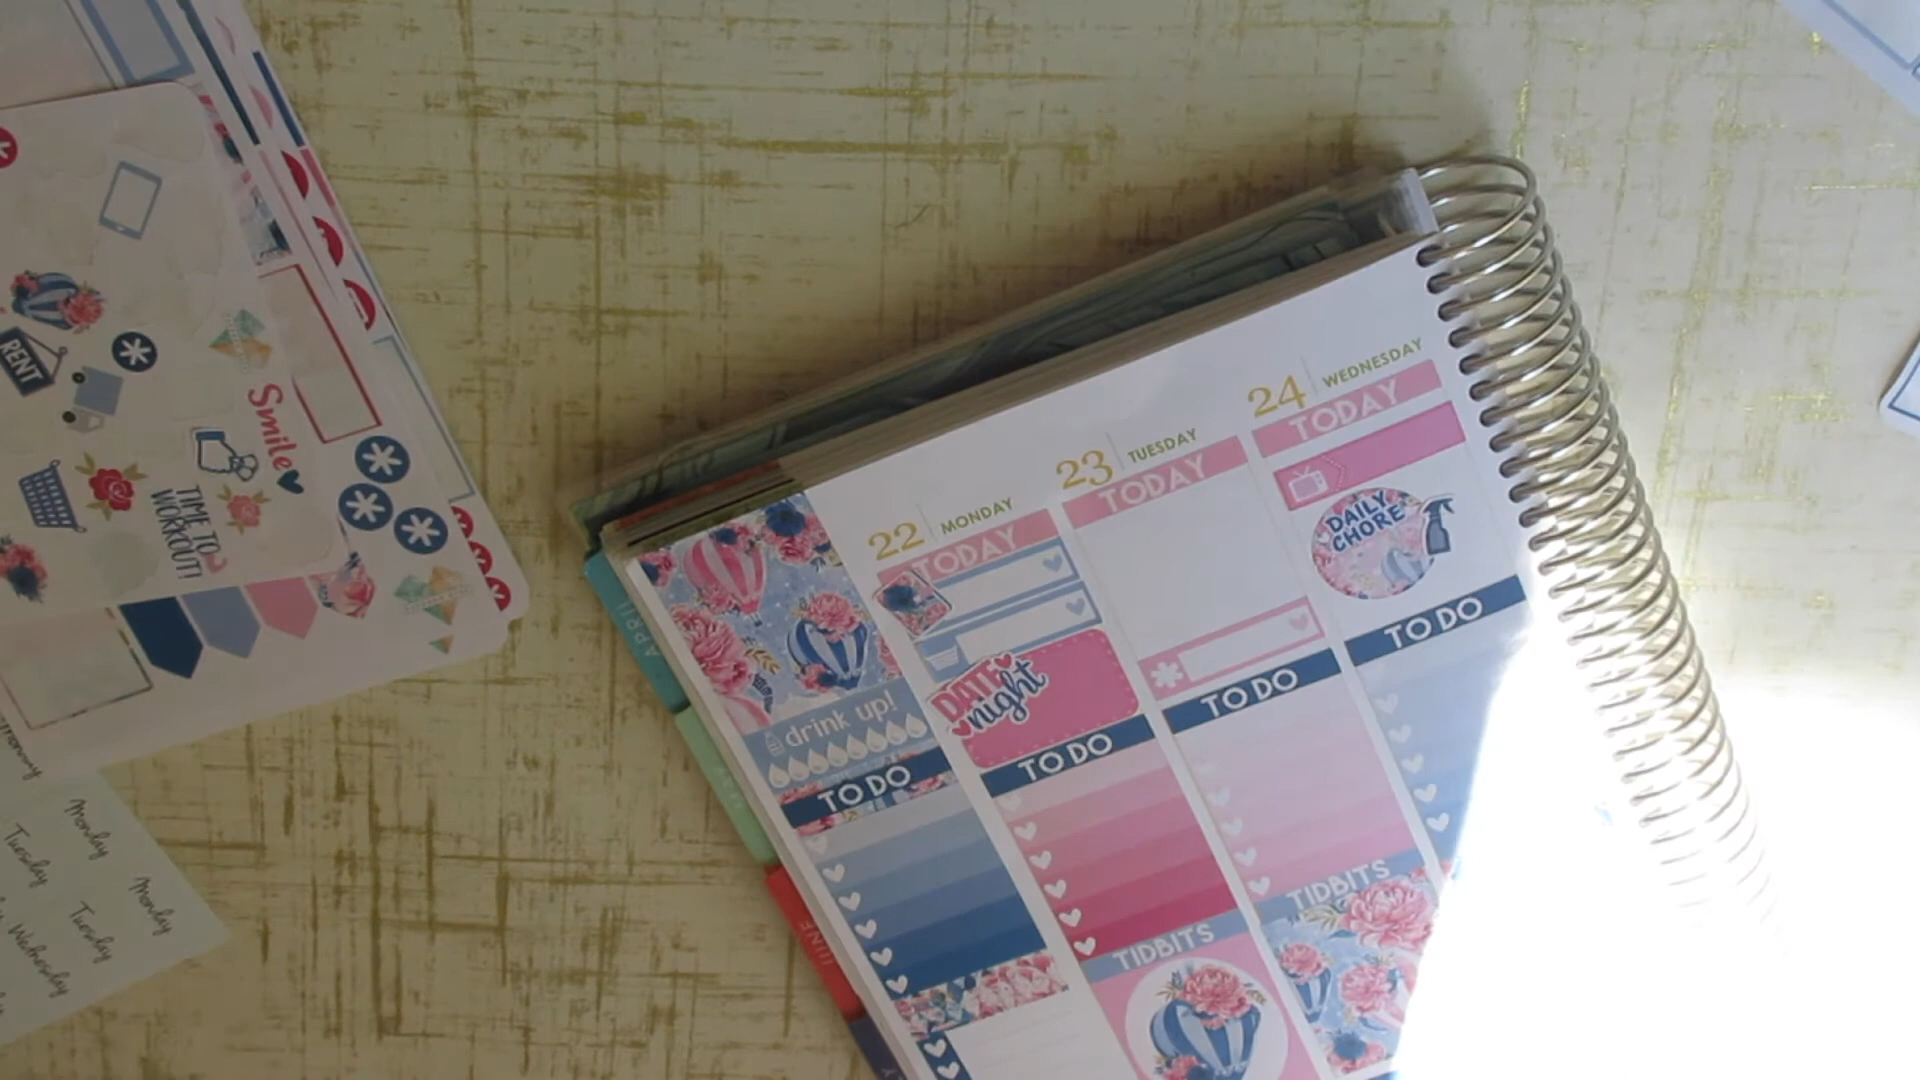 RENT
Smile
TIME TO
WORKOUT!
Monday
Tuesday
Monday
Tuesday
Wednesday
APRIL
JUNE
22 MONDAY
TODAY
23 TUESDAY
TODAY
24 WEDNESDAY
TODAY
DAILY
CHORE
DATE
night
drink up!
TO DO
TO DO
TO DO
TO DO
TIDBITS
TIDBITS